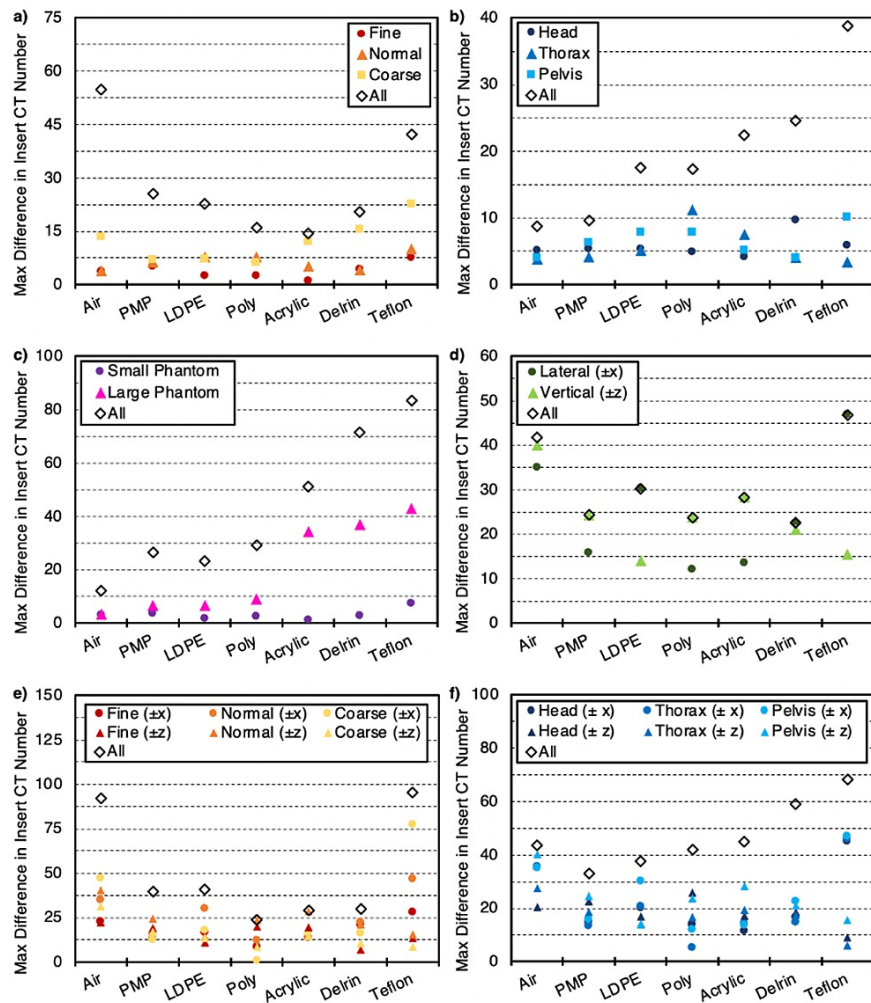 a)
Max Difference in Insert CT Number
75
60
45
30
15
0
Fine
Normal
Coarse
All
Air
PMP
LDPE
Poly
Acrylic
Delrin
Teflon
b)
Max Difference in Insert CT Number
40
30
20
10
0
Head
Thorax
Pelvis
All
Air
PMP
LDPE
Poly
Acrylic
Delrin
Teflon
c)
Max Difference in Insert CT Number
100
80
60
40
20
0
Small Phantom
Large Phantom
All
Air
PMP
LDPE
Poly
Acrylic
Delrin
Teflon
d)
Max Difference in Insert CT Number
60
50
40
30
20
10
0
Lateral (±x)
Vertical (±z)
All
Air
PMP
LDPE
Poly
Acrylic
Delrin
Teflon
e)
Max Difference in Insert CT Number
150
125
100
75
50
25
0
Fine (±x) Normal (±x) Coarse (±x)
Fine (±z) Normal (±z) Coarse (±z)
All
Air
PMP
LDPE
Poly
Acrylic
Delrin
Teflon
f)
Max Difference in Insert CT Number
100
80
60
40
20
0
Head (± x) Thorax (± x) Pelvis (± x)
Head (± z) Thorax (± z) Pelvis (± z)
All
Air
PMP
LDPE
Poly
Acrylic
Delrin
Teflon